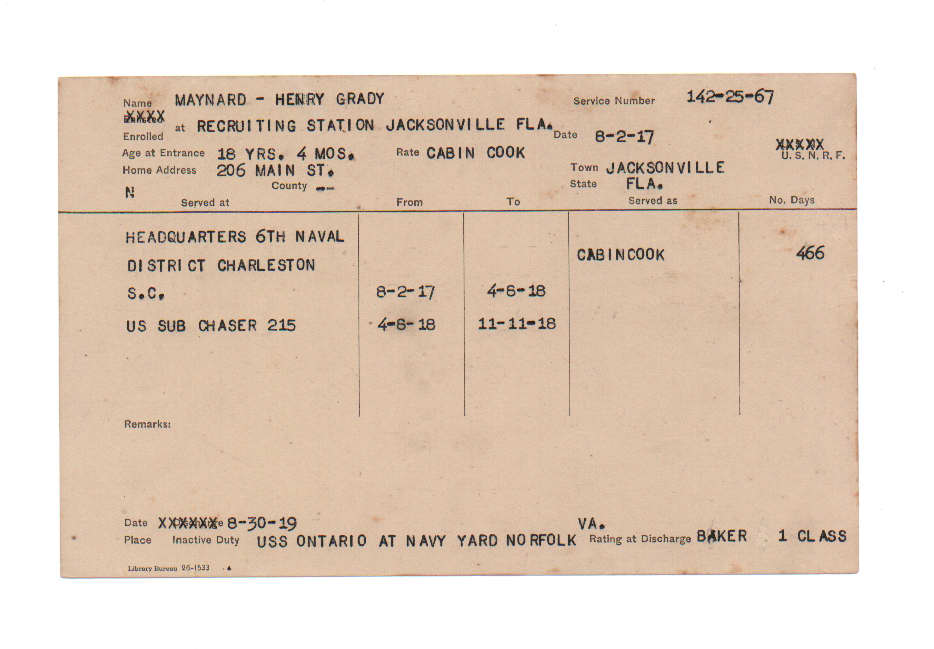 Name MAYNARD - HENRY GRADY Service Number 142-25-67
XXXX
Enrolled at RECRUITING STATION JACKSONVILLE FLA. Date 8-2-17 XXXXX
Age at Entrance 18 YRS. 4 MOS. Rate CABIN COOK U.S.N.R.F.
Home Address 206 MAIN ST. Town JACKSONVILLE
N County -- State FLA.
Served at From To Served as No. Days
HEADQUARTERS 6TH NAVAL
DISTRICT CHARLESTON CABINCOOK 466
S.C. 8-2-17 4-6-18
US SUB CHASER 215 4-6-18 11-11-18
Remarks:
Date XXXXXX 8-30-19 VA.
Place Inactive Duty USS ONTARIO AT NAVY YARD NORFOLK Rating at Discharge BAKER 1 CLASS
Library Bureau 26-1533